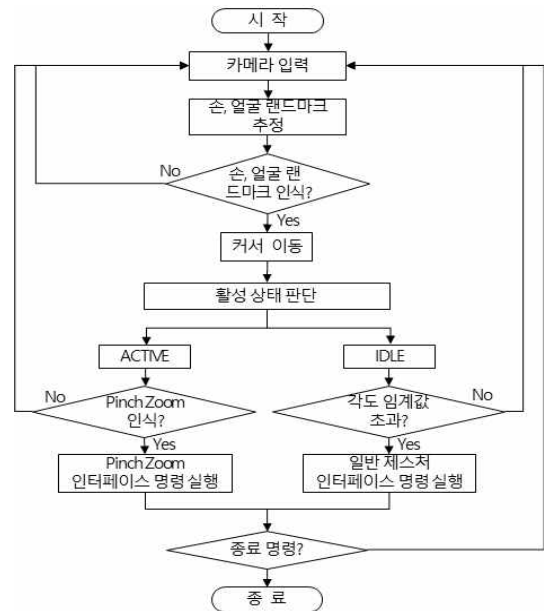 시 작
카메라 입력
손, 얼굴 랜드마크
추정
No
손, 얼굴 랜
드마크 인식?
Yes
커서 이동
활성 상태 판단
ACTIVE
IDLE
No
Pinch Zoom
인식?
각도 임계값
초과?
No
Yes
Yes
Pinch Zoom
인터페이스 명령 실행
일반 제스처
인터페이스 명령 실행
종료 명령?
종 료